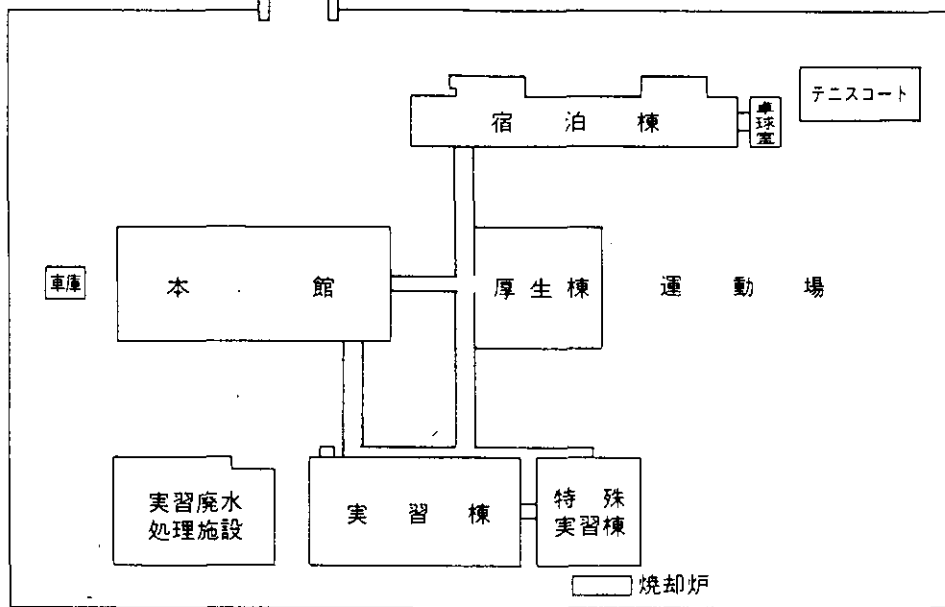 テニスコート
宿泊棟
卓球室
車庫
本館
厚生棟
運動場
実習廃水
処理施設
実習棟
特殊
実習棟
焼却炉